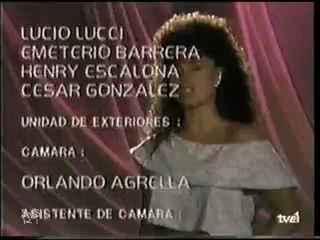 LUCIO LUCCI
EMETERIO BARRERA
HENRY ESCALONA
CESAR GONZALEZ
UNIDAD DE EXTERIORES :
CAMARA :
ORLANDO AGRELLA
ASISTENTE DE CAMARA :
tve1